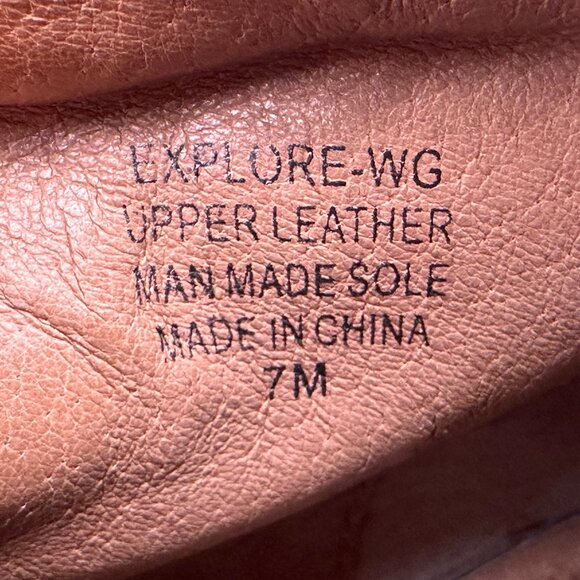 EXPLORE-WG
UPPER LEATHER
MAN MADE SOLE
MADE IN CHINA
7M